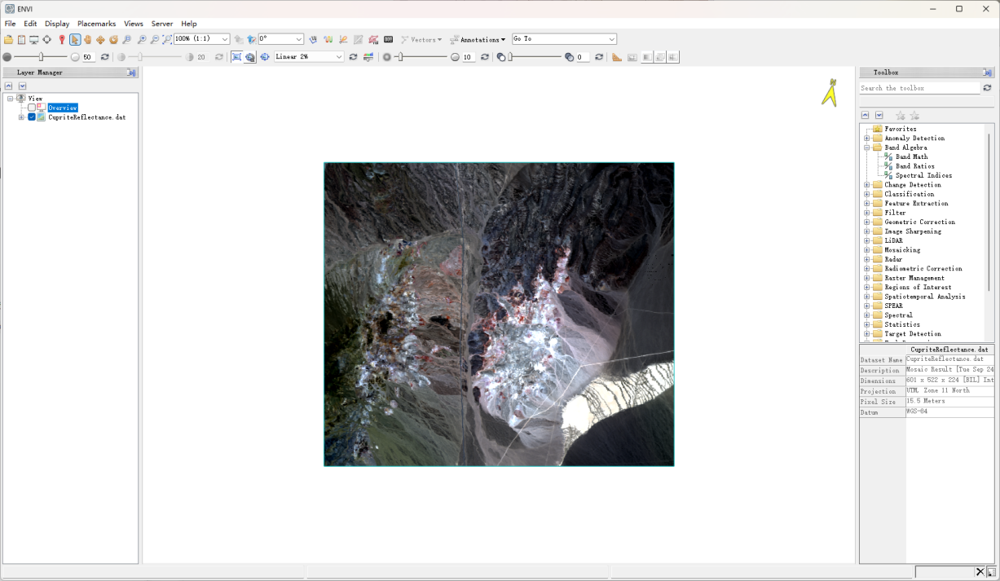 ENVI
File Edit Display Placemarks Views Server Help
100% (1:1) 0° Vectors Annotations Go To
50 20 Linear 2% 10 0
Layer Manager
View
Overview
CupriteReflectance.dat
N
Toolbox
Search the toolbox
Favorites
Anomaly Detection
Band Algebra
Band Math
Band Ratios
Spectral Indices
Change Detection
Classification
Feature Extraction
Filter
Geometric Correction
Image Sharpening
LiDAR
Mosaicking
Radar
Radiometric Correction
Raster Management
Regions of Interest
Spatiotemporal Analysis
SPEAR
Spectral
Statistics
Target Detection
CupriteReflectance.dat
Dataset Name CupriteReflectance.dat
Description Mosaic Result [Tue Sep 24
Dimensions 601 x 522 x 224 [BIL] Int
Projection UTM, Zone 11 North
Pixel Size 15.5 Meters
Datum WGS-84